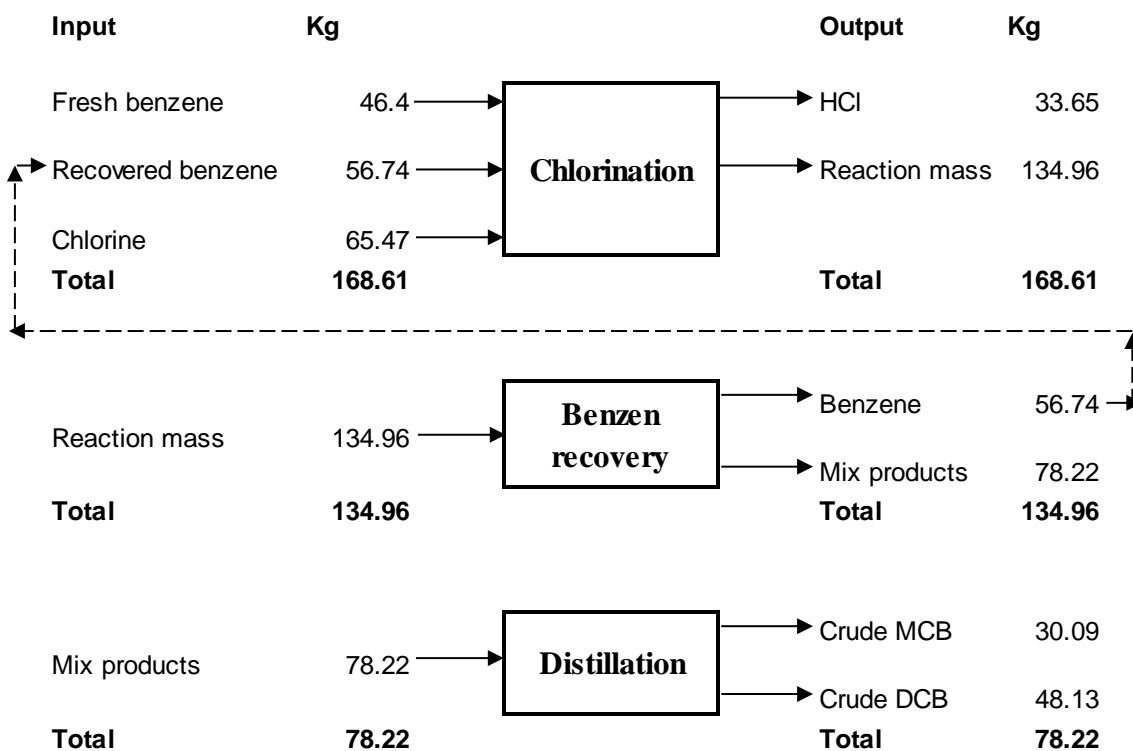 Input Kg Output Kg
Fresh benzene 46.4 HCl 33.65
Recovered benzene 56.74 Chlorination Reaction mass 134.96
Chlorine 65.47
Total 168.61 Total 168.61
Benzene 56.74
Reaction mass 134.96 Benzen
recovery
Mix products 78.22
Total 134.96 Total 134.96
Crude MCB 30.09
Mix products 78.22 Distillation
Crude DCB 48.13
Total 78.22 Total 78.22